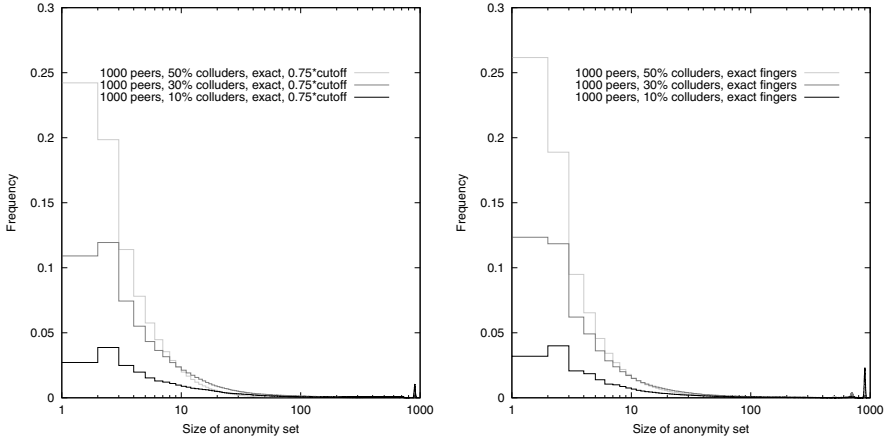 0.3
0.25
0.2
0.15
0.1
0.05
0
Frequency
1000 peers, 50% colluders, exact, 0.75*cutoff
1000 peers, 30% colluders, exact, 0.75*cutoff
1000 peers, 10% colluders, exact, 0.75*cutoff
1 10 100 1000
Size of anonymity set
0.3
0.25
0.2
0.15
0.1
0.05
0
Frequency
1000 peers, 50% colluders, exact fingers
1000 peers, 30% colluders, exact fingers
1000 peers, 10% colluders, exact fingers
1 10 100 1000
Size of anonymity set